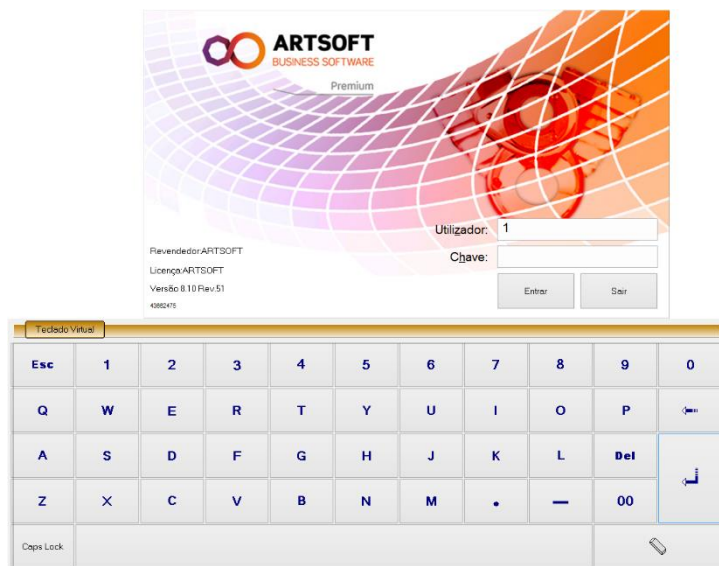 ARTSOFT
BUSINESS SOFTWARE
Premium
Utilizador: 1
Chave:
Revendedor:ARTSOFT
Licença:ARTSOFT
Versão 8.10 Rev.51
43862475
Entrar Sair
Teclado Virtual
Esc 1 2 3 4 5 6 7 8 9 0
Q W E R T Y U I O P
A S D F G H J K L Del
Z X C V B N M . — 00
Caps Lock